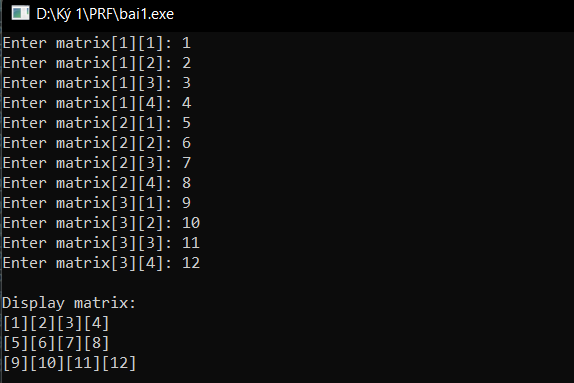 D:\Ký 1\PRF\bai1.exe
Enter matrix[1][1]: 1
Enter matrix[1][2]: 2
Enter matrix[1][3]: 3
Enter matrix[1][4]: 4
Enter matrix[2][1]: 5
Enter matrix[2][2]: 6
Enter matrix[2][3]: 7
Enter matrix[2][4]: 8
Enter matrix[3][1]: 9
Enter matrix[3][2]: 10
Enter matrix[3][3]: 11
Enter matrix[3][4]: 12
Display matrix:
[1][2][3][4]
[5][6][7][8]
[9][10][11][12]